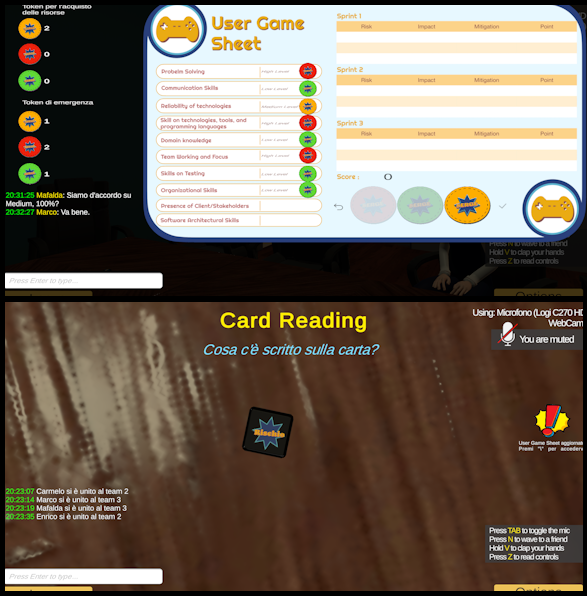 Token per l'acquisto
delle risorse
2
0
0
Token di emergenza
1
2
1
20:31:25 Mafalda: Siamo d'accordo su
Medium, 100%?
20:32:27 Marco: Va bene.
Press Enter to type...
User Game
Sheet
Probelm Solving
High Level
Communication Skills
Low Level
Reliability of technologies
Medium Level
Skill on technologies, tools, and
programming languages
High Level
Domain knowledge
Low Level
Team Working and Focus
High Level
Skills on Testing
Low Level
Organizational Skills
Low Level
Presence of Client/Stakeholders
Software Architectural Skills
Sprint 1
Risk Impact Mitigation Point
Sprint 2
Risk Impact Mitigation Point
Sprint 3
Risk Impact Mitigation Point
Score : 0
Press N to wave to a friend
Hold V to clap your hands
Press Z to read controls
Options
Card Reading
Cosa c'è scritto sulla carta?
Using: Microfono (Logi C270 HD
WebCam
You are muted
Rischio
User Game Sheet aggiornato
Premi "I" per accedere
20:23:07 Carmelo si è unito al team 2
20:23:14 Marco si è unito al team 3
20:23:19 Mafalda si è unito al team 3
20:23:35 Enrico si è unito al team 2
Press TAB to toggle the mic
Press N to wave to a friend
Hold V to clap your hands
Press Z to read controls
Press Enter to type...
Options